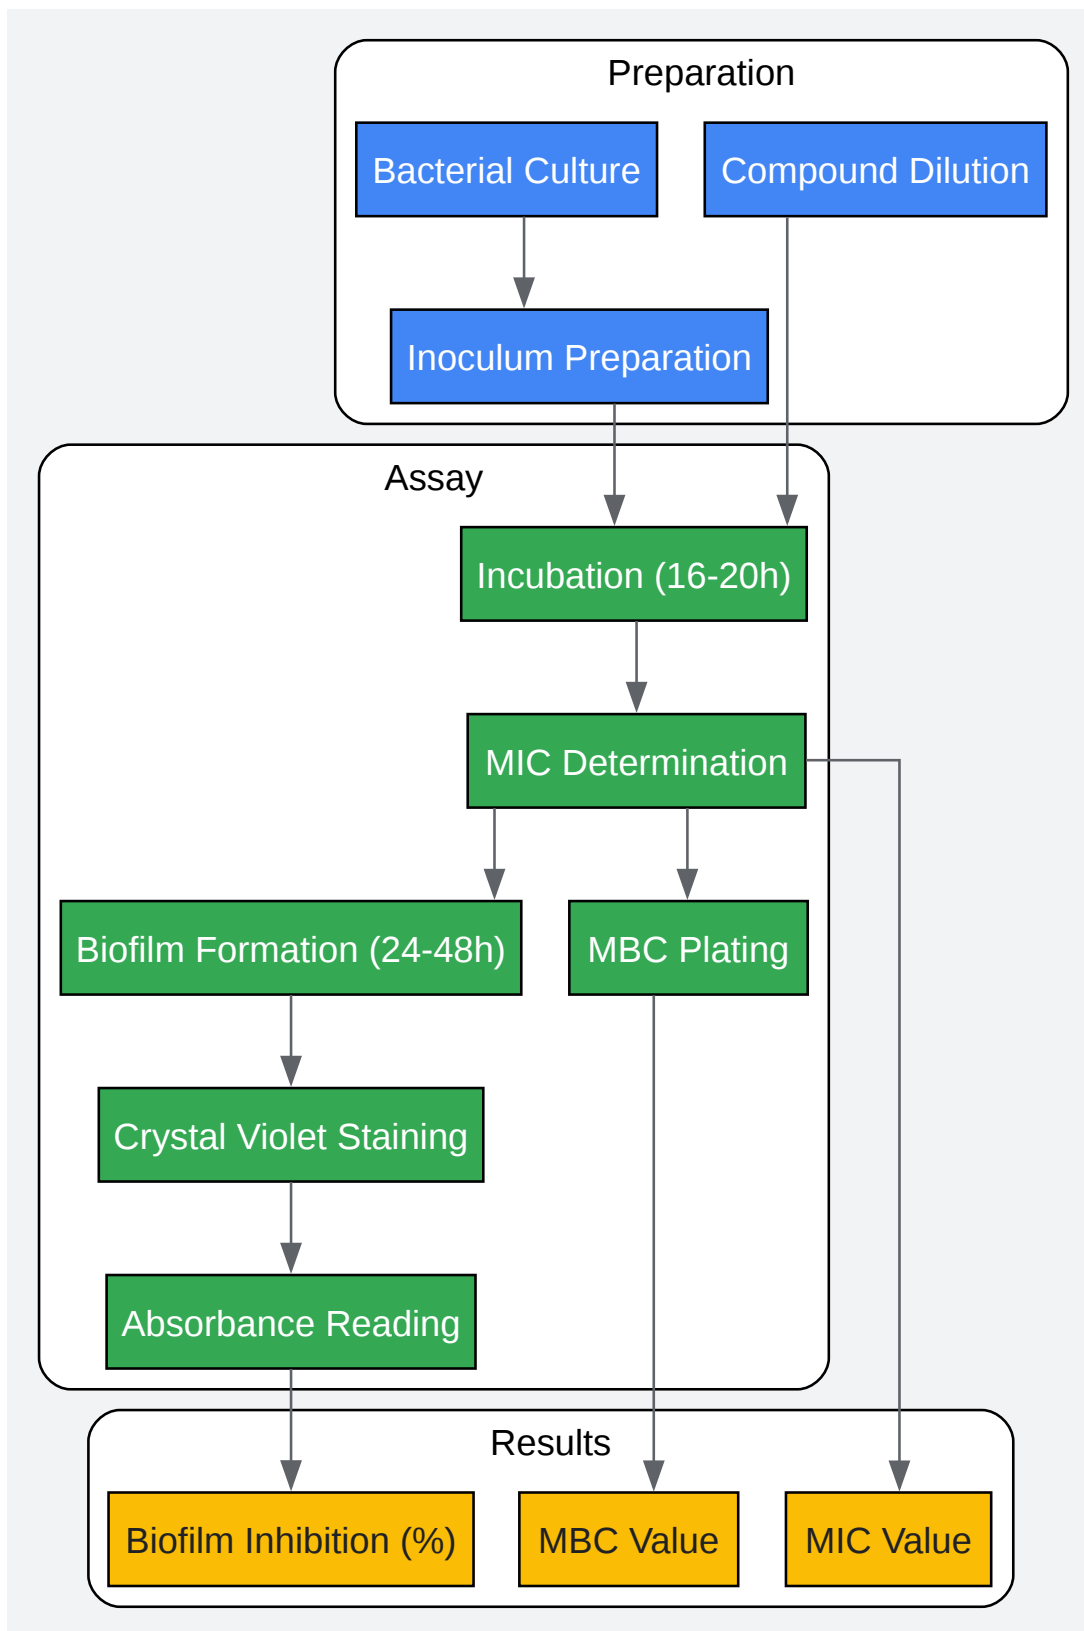 Preparation
Bacterial Culture
Compound Dilution
Inoculum Preparation
Assay
Incubation (16-20h)
MIC Determination
Biofilm Formation (24-48h)
MBC Plating
Crystal Violet Staining
Absorbance Reading
Results
Biofilm Inhibition (%)
MBC Value
MIC Value